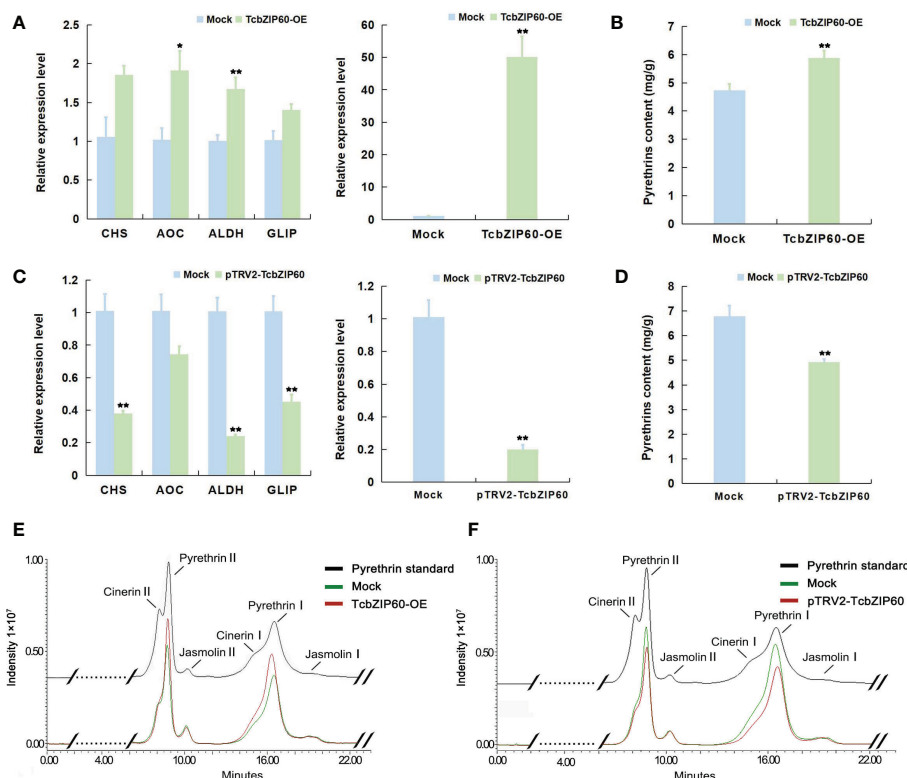 A
Mock TcbZIP60-OE
Relative expression level
2.5
2
1.5
1
0.5
0
*
**
CHS AOC ALDH GLIP
Mock TcbZIP60-OE
Relative expression level
60
50
40
30
20
10
0
**
Mock TcbZIP60-OE
B
Mock TcbZIP60-OE
Pyrethrins content (mg/g)
7
6
5
4
3
2
1
0
**
Mock TcbZIP60-OE
C
Mock pTRV2-TcbZIP60
Relative expression level
1.2
1
0.8
0.6
0.4
0.2
0
**
**
**
CHS AOC ALDH GLIP
Mock pTRV2-TcbZIP60
Relative expression level
1.2
1
0.8
0.6
0.4
0.2
0
**
Mock pTRV2-TcbZIP60
D
Mock pTRV2-TcbZIP60
Pyrethrins content (mg/g)
8
7
6
5
4
3
2
1
0
**
Mock pTRV2-TcbZIP60
E
Indensity 1×10⁷
1.00
0.50
0.00
Pyrethrin II
Cinerin II
Jasmolin II
Pyrethrin I
Cinerin I
Jasmolin I
Pyrethrin standard
Mock
TcbZIP60-OE
0.00 4.00 10.00 16.00 22.00
Minutes
F
Indensity 1×10⁷
1.00
0.50
0.00
Pyrethrin II
Cinerin II
Jasmolin II
Pyrethrin I
Cinerin I
Jasmolin I
Pyrethrin standard
Mock
pTRV2-TcbZIP60
0.00 4.00 10.00 16.00 22.00
Minutes